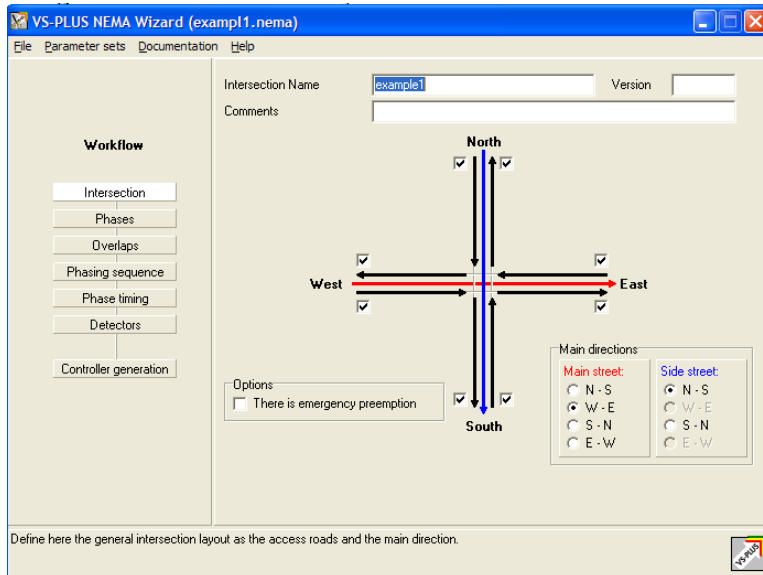 VS-PLUS NEMA Wizard (exampl1.nema)
File Parameter sets Documentation Help
Intersection Name example1 Version
Comments
Workflow
Intersection
Phases
Overlaps
Phasing sequence
Phase timing
Detectors
Controller generation
North
West
East
South
Options
There is emergency preemption
Main directions
Main street: Side street:
N - S N - S
W - E W - E
S - N S - N
E - W E - W
Define here the general intersection layout as the access roads and the main direction.
VS-PLUS